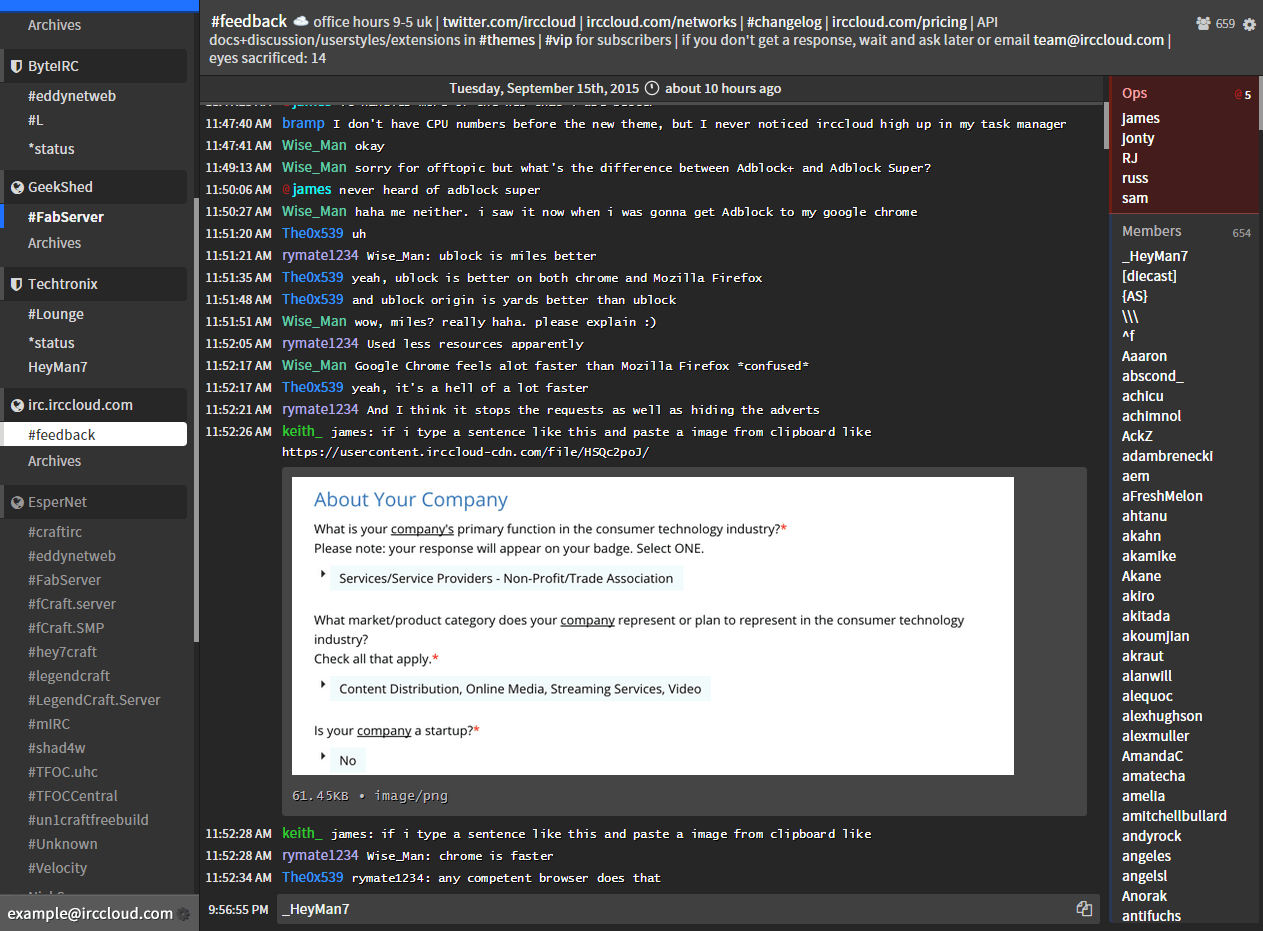 Archives
ByteIRC
#eddynetweb
#L
*status
GeekShed
#FabServer
Archives
Techtronix
#Lounge
*status
HeyMan7
irc.irccloud.com
#feedback
Archives
EsperNet
#craftirc
#eddynetweb
#FabServer
#fCraft.server
#fCraft.SMP
#hey7craft
#legendcraft
#LegendCraft.Server
#mIRC
#shad4w
#TFOC.uhc
#TFOCCentral
#un1craftfreebuild
#Unknown
#Velocity
example@irccloud.com
#feedback ☁ office hours 9-5 uk | twitter.com/irccloud | irccloud.com/networks | #changelog | irccloud.com/pricing | API
docs+discussion/userstyles/extensions in #themes | #vip for subscribers | if you don't get a response, wait and ask later or email team@irccloud.com |
eyes sacrificed: 14
659
Tuesday, September 15th, 2015 about 10 hours ago
11:47:40 AM bramp I don't have CPU numbers before the new theme, but I never noticed irccloud high up in my task manager
11:47:41 AM Wise_Man okay
11:49:13 AM Wise_Man sorry for offtopic but what's the difference between Adblock+ and Adblock Super?
11:50:06 AM @james never heard of adblock super
11:50:27 AM Wise_Man haha me neither. i saw it now when i was gonna get Adblock to my google chrome
11:51:20 AM The0x539 uh
11:51:21 AM rymate1234 Wise_Man: ublock is miles better
11:51:35 AM The0x539 yeah, ublock is better on both chrome and Mozilla Firefox
11:51:48 AM The0x539 and ublock origin is yards better than ublock
11:51:51 AM Wise_Man wow, miles? really haha. please explain :)
11:52:05 AM rymate1234 Used less resources apparently
11:52:17 AM Wise_Man Google Chrome feels alot faster than Mozilla Firefox *confused*
11:52:17 AM The0x539 yeah, it's a hell of a lot faster
11:52:21 AM rymate1234 And I think it stops the requests as well as hiding the adverts
11:52:26 AM keith_ james: if i type a sentence like this and paste a image from clipboard like
https://usercontent.irccloud-cdn.com/file/HSQc2poJ/
About Your Company
What is your company's primary function in the consumer technology industry?*
Please note: your response will appear on your badge. Select ONE.
Services/Service Providers - Non-Profit/Trade Association
What market/product category does your company represent or plan to represent in the consumer technology
industry?
Check all that apply.*
Content Distribution, Online Media, Streaming Services, Video
Is your company a startup?*
No
61.45KB • image/png
11:52:28 AM keith_ james: if i type a sentence like this and paste a image from clipboard like
11:52:28 AM rymate1234 Wise_Man: chrome is faster
11:52:34 AM The0x539 rymate1234: any competent browser does that
9:56:55 PM _HeyMan7
Ops @ 5
james
jonty
RJ
russ
sam
Members 654
_HeyMan7
[diecast]
{AS}
\\\
^f
Aaaron
abscond_
achicu
achimnol
AckZ
adambrenecki
aem
aFreshMelon
ahtanu
akahn
akamike
Akane
akiro
akitada
akoumjian
akraut
alanwill
alequoc
alexhughson
alexmuller
AmandaC
amatecha
amelia
amitchellbullard
andyrock
angeles
angelsl
Anorak
antifuchs